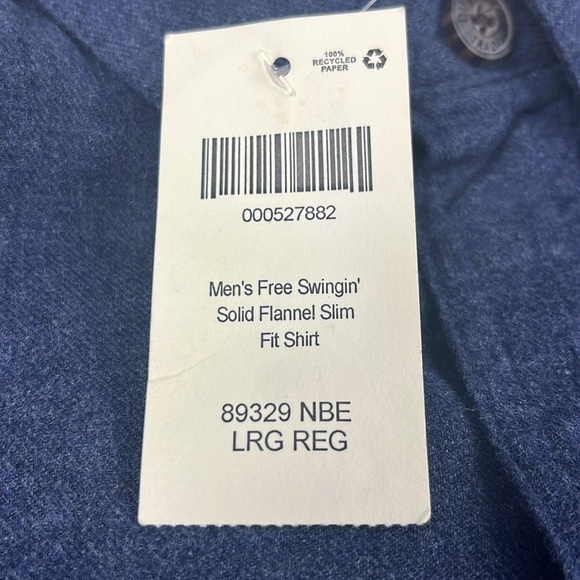 100%
RECYCLED
PAPER
000527882
Men's Free Swingin'
Solid Flannel Slim
Fit Shirt
89329 NBE
LRG REG